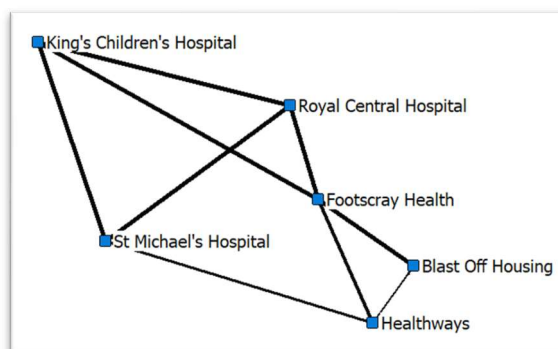 King's Children's Hospital
Royal Central Hospital
Footscray Health
St Michael's Hospital
Blast Off Housing
Healthways